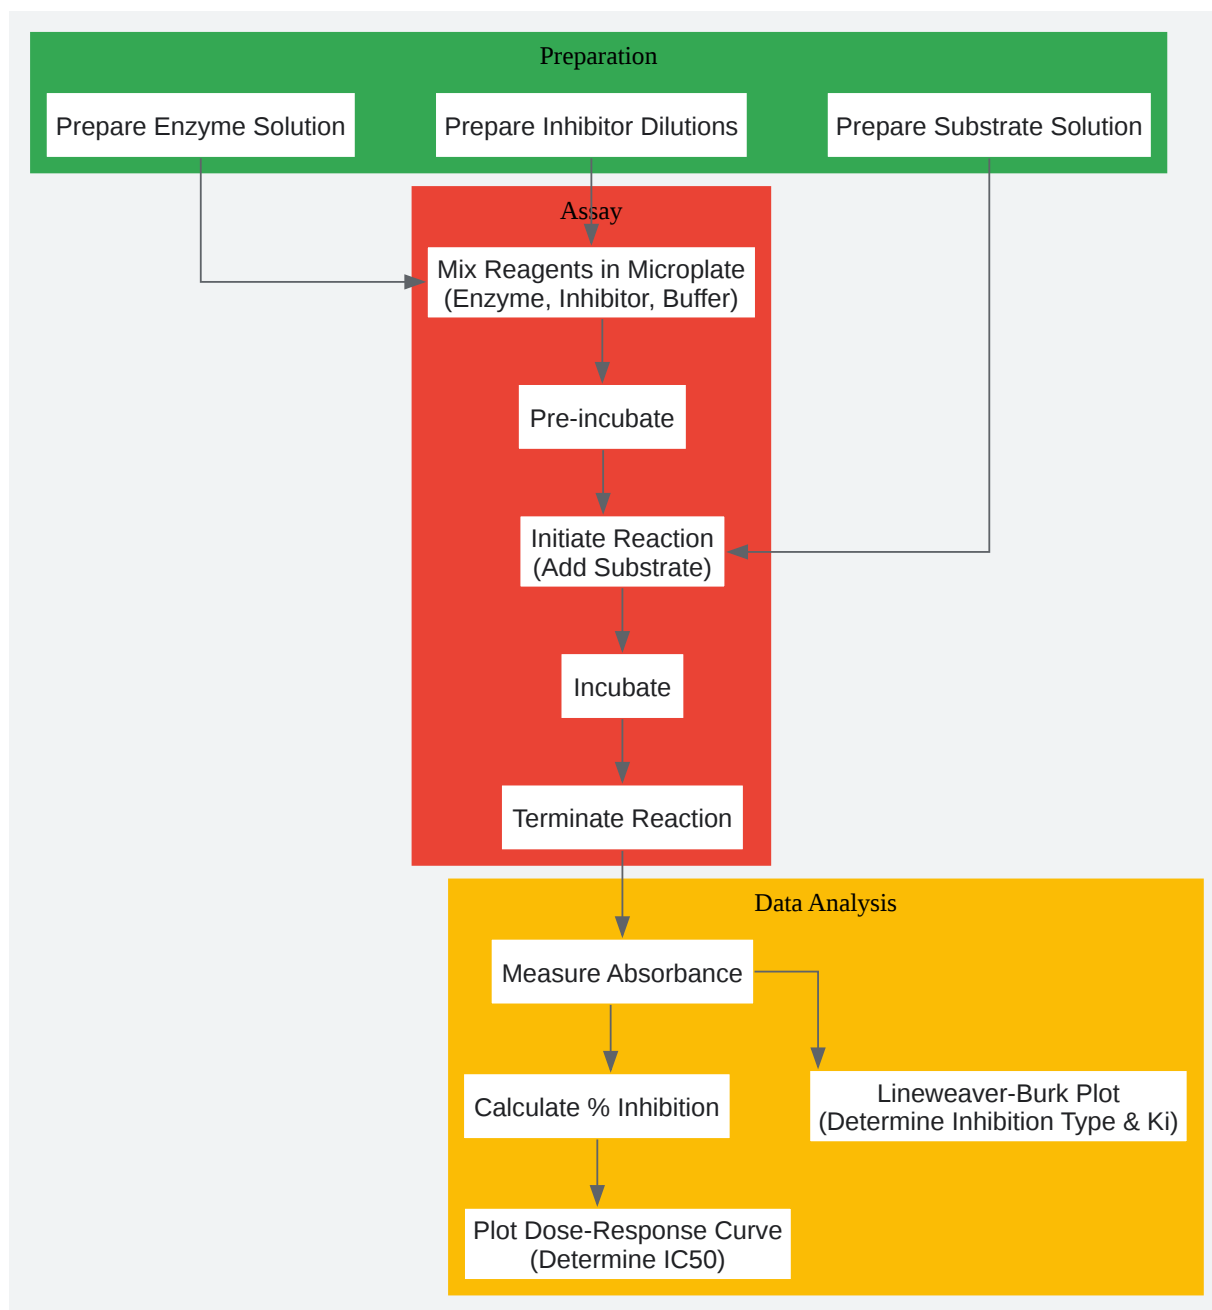 Preparation
Prepare Enzyme Solution
Prepare Inhibitor Dilutions
Prepare Substrate Solution
Assay
Mix Reagents in Microplate
(Enzyme, Inhibitor, Buffer)
Pre-incubate
Initiate Reaction
(Add Substrate)
Incubate
Terminate Reaction
Data Analysis
Measure Absorbance
Calculate % Inhibition
Lineweaver-Burk Plot
(Determine Inhibition Type & Ki)
Plot Dose-Response Curve
(Determine IC50)